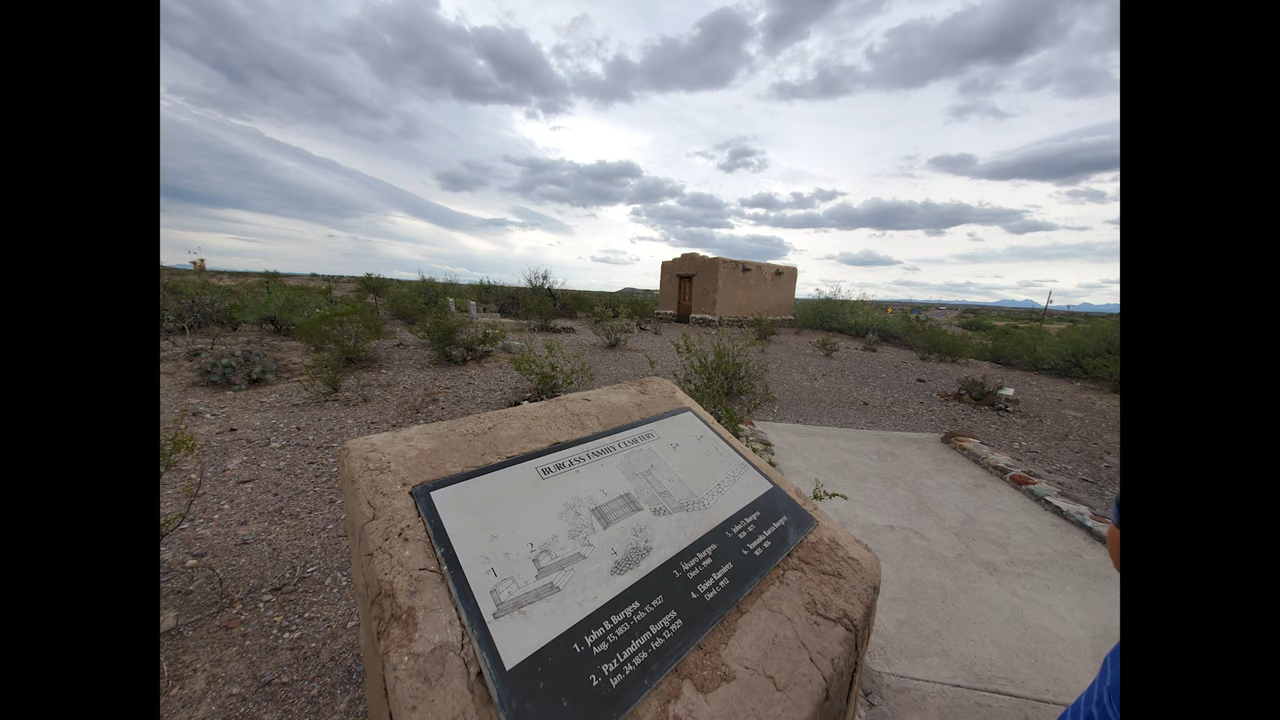 BURGESS FAMILY CEMETERY
1
2
3
4
1. John B. Burgess
Aug. 15, 1853 - Feb. 15, 1927
2. Paz Landrum Burgess
Jan. 24, 1856 - Feb. 12, 1929
3. Álvaro Burgess
Died c. 1900
4. Eloise Ramirez
Died c. 1912
5. John D. Burgess
6. Tomasita Baeza Burgess